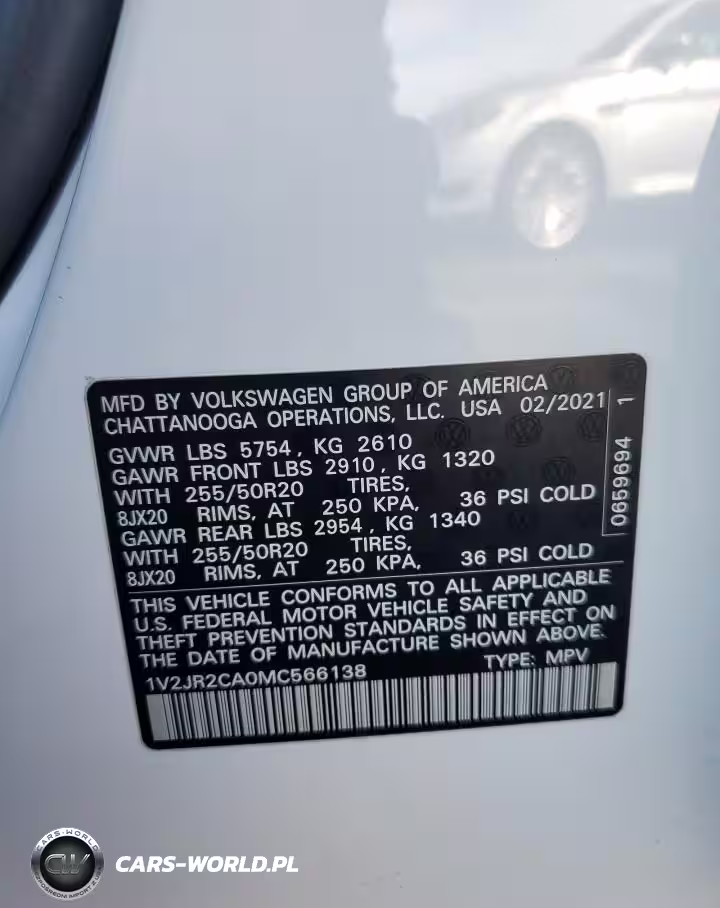 MFD BY VOLKSWAGEN GROUP OF AMERICA
CHATTANOOGA OPERATIONS, LLC. USA 02/2021
GVWR LBS 5754, KG 2610
GAWR FRONT LBS 2910, KG 1320
WITH 255/50R20 TIRES,
8JX20 RIMS, AT 250 KPA, 36 PSI COLD
GAWR REAR LBS 2954, KG 1340
WITH 255/50R20 TIRES,
8JX20 RIMS, AT 250 KPA, 36 PSI COLD
0659694 1
THIS VEHICLE CONFORMS TO ALL APPLICABLE
U.S. FEDERAL MOTOR VEHICLE SAFETY AND
THEFT PREVENTION STANDARDS IN EFFECT ON
THE DATE OF MANUFACTURE SHOWN ABOVE.
1V2JR2CA0MC566138 TYPE: MPV
CARS-WORLD
CW
CARS-WORLD.PL